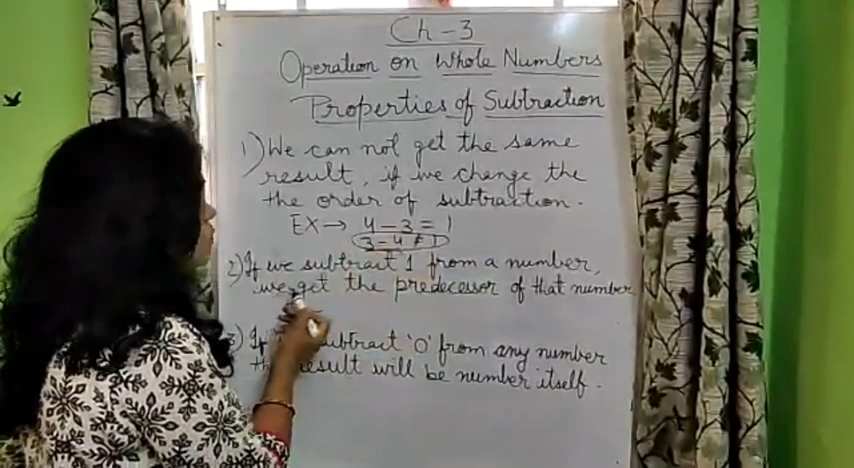 Ch-3
Operation on Whole Numbers
Properties of Subtraction
1) We can not get the same
result, if we change the
the order of subtraction.
EX→ 4-3=1
3-4≠1
2) If we subtract 1 from a number,
we get the predecessor of that number
3) If subtract '0' from any number
result will be number itself.